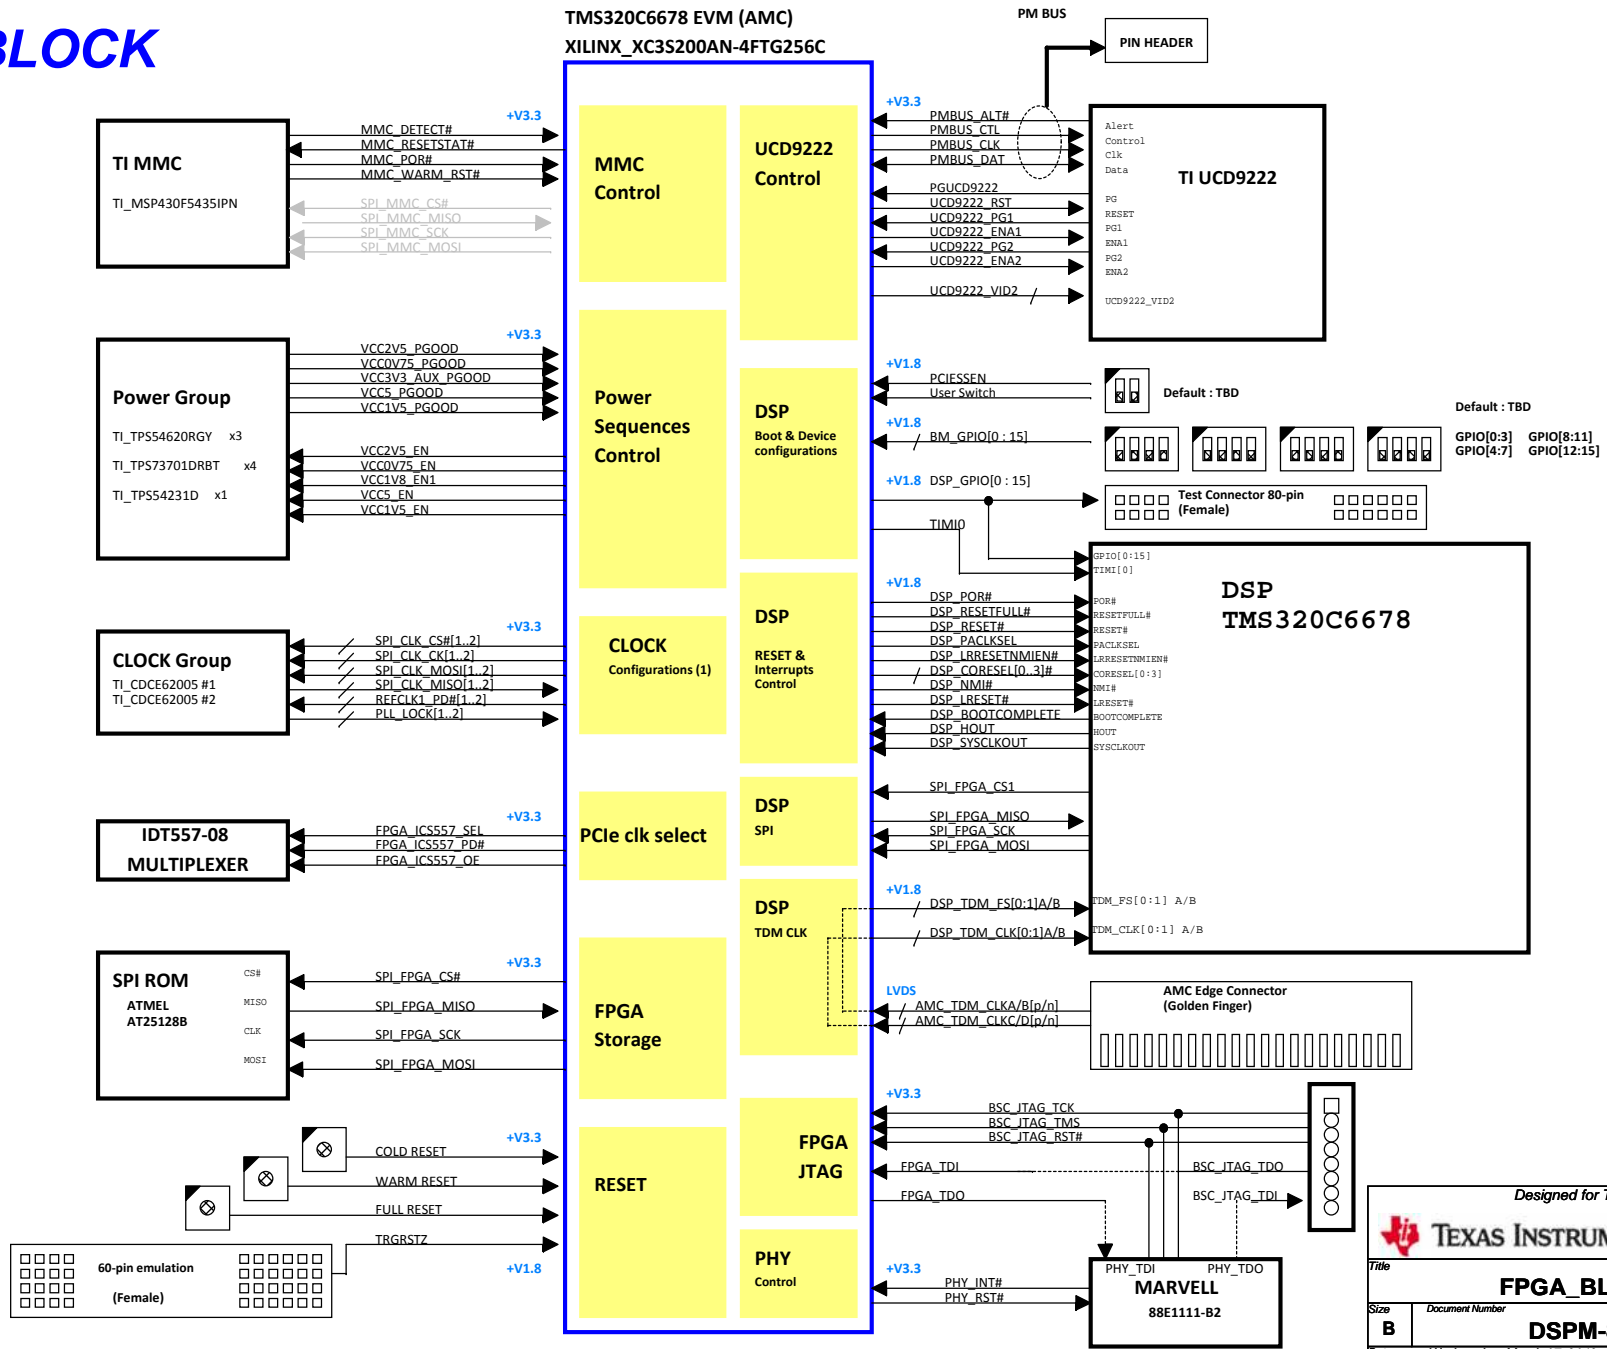 BLOCK
TMS320C6678 EVM (AMC)
XILINX_XC3S200AN-4FTG256C
PM BUS
PIN HEADER
TI MMC
TI_MSP430F5435IPN
+V3.3
MMC_DETECT#
MMC_RESETSTAT#
MMC_POR#
MMC_WARM_RST#
SPI_MMC_CS#
SPI_MMC_MISO
SPI_MMC_SCK
SPI_MMC_MOSI
MMC
Control
UCD9222
Control
+V3.3
PMBUS_ALT#
PMBUS_CTL
PMBUS_CLK
PMBUS_DAT
PGUCD9222
UCD9222_RST
UCD9222_PG1
UCD9222_ENA1
UCD9222_PG2
UCD9222_ENA2
UCD9222_VID2
Alert
Control
Clk
Data
PG
RESET
PG1
ENA1
PG2
ENA2
UCD9222_VID2
TI UCD9222
Power Group
TI_TPS54620RGY x3
TI_TPS73701DRBT x4
TI_TPS54231D x1
+V3.3
VCC2V5_PGOOD
VCC0V75_PGOOD
VCC3V3_AUX_PGOOD
VCC5_PGOOD
VCC1V5_PGOOD
VCC2V5_EN
VCC0V75_EN
VCC1V8_EN1
VCC5_EN
VCC1V5_EN
Power
Sequences
Control
DSP
Boot & Device
configurations
+V1.8
PCIESSEN
User Switch
+V1.8
BM_GPIO[0 : 15]
+V1.8 DSP_GPIO[0 : 15]
TIMI0
Default : TBD
Default : TBD
GPIO[0:3] GPIO[8:11]
GPIO[4:7] GPIO[12:15]
Test Connector 80-pin
(Female)
CLOCK Group
TI_CDCE62005 #1
TI_CDCE62005 #2
+V3.3
SPI_CLK_CS#[1..2]
SPI_CLK_CK[1..2]
SPI_CLK_MOSI[1..2]
SPI_CLK_MISO[1..2]
REFCLK1_PD#[1..2]
PLL_LOCK[1..2]
CLOCK
Configurations (1)
DSP
RESET &
Interrupts
Control
+V1.8
DSP_POR#
DSP_RESETFULL#
DSP_RESET#
DSP_PACLKSEL
DSP_LRRESETNMIEN#
DSP_CORESEL[0..3]#
DSP_NMI#
DSP_LRESET#
DSP_BOOTCOMPLETE
DSP_HOUT
DSP_SYSCLKOUT
GPIO[0:15]
TIMI[0]
POR#
RESETFULL#
RESET#
PACLKSEL
LRRESETNMIEN#
CORESEL[0:3]
NMI#
LRESET#
BOOTCOMPLETE
HOUT
SYSCLKOUT
DSP
TMS320C6678
IDT557-08
MULTIPLEXER
+V3.3
FPGA_ICS557_SEL
FPGA_ICS557_PD#
FPGA_ICS557_OE
PCIe clk select
DSP
SPI
SPI_FPGA_CS1
SPI_FPGA_MISO
SPI_FPGA_SCK
SPI_FPGA_MOSI
DSP
TDM CLK
+V1.8
DSP_TDM_FS[0:1]A/B
DSP_TDM_CLK[0:1]A/B
TDM_FS[0:1] A/B
TDM_CLK[0:1] A/B
LVDS
AMC_TDM_CLKA/B[p/n]
AMC_TDM_CLKC/D[p/n]
AMC Edge Connector
(Golden Finger)
SPI ROM
ATMEL
AT25128B
CS#
MISO
CLK
MOSI
+V3.3
SPI_FPGA_CS#
SPI_FPGA_MISO
SPI_FPGA_SCK
SPI_FPGA_MOSI
FPGA
Storage
FPGA
JTAG
+V3.3
BSC_JTAG_TCK
BSC_JTAG_TMS
BSC_JTAG_RST#
FPGA_TDI
BSC_JTAG_TDO
FPGA_TDO
BSC_JTAG_TDI
+V3.3
COLD RESET
WARM RESET
FULL RESET
TRGRSTZ
+V1.8
60-pin emulation
(Female)
RESET
PHY
Control
+V3.3
PHY_INT#
PHY_RST#
PHY_TDI
PHY_TDO
MARVELL
88E1111-B2
Designed for T
TEXAS INSTRUM
Title
FPGA_BL
Size
B
Document Number
DSPM-